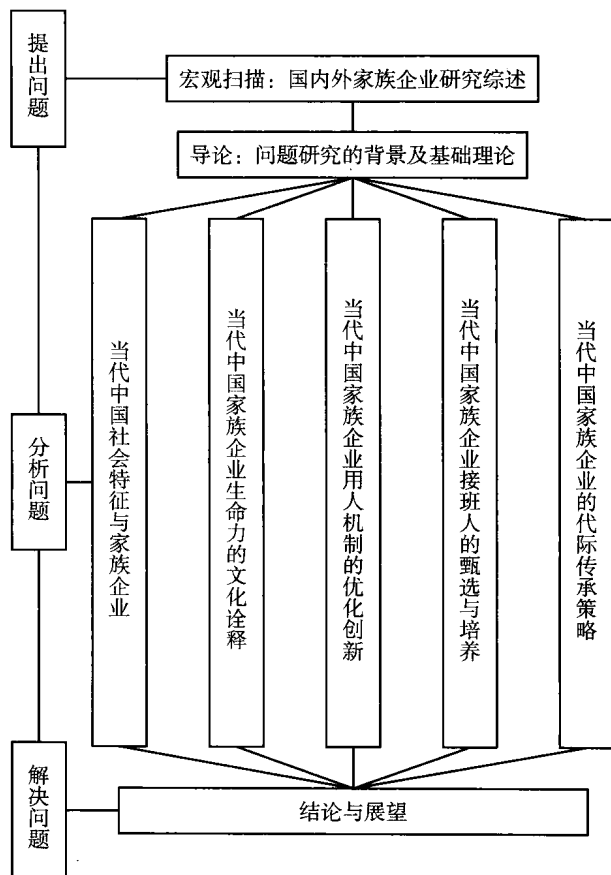 提出问题
宏观扫描：国内外家族企业研究综述
导论：问题研究的背景及基础理论
分析问题
当代中国社会特征与家族企业
当代中国家族企业生命力的文化诠释
当代中国家族企业用人机制的优化创新
当代中国家族企业接班人的甄选与培养
当代中国家族企业的代际传承策略
解决问题
结论与展望